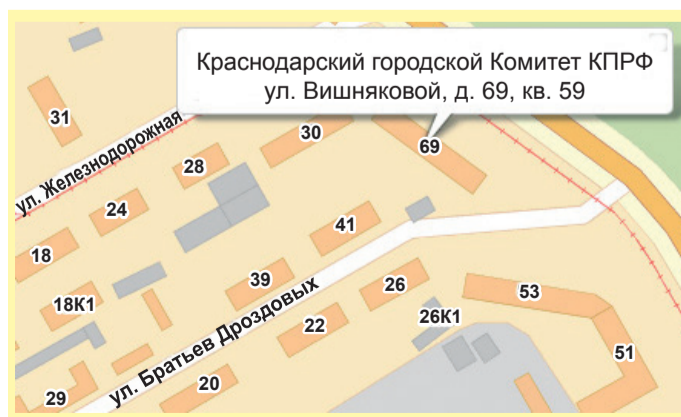 Краснодарский городской Комитет КПРФ
ул. Вишняковой, д. 69, кв. 59
31
ул. Железнодорожная
30
69
28
24
41
18
39
26
53
18К1
22
26К1
ул. Братьев Дроздовых
51
29
20